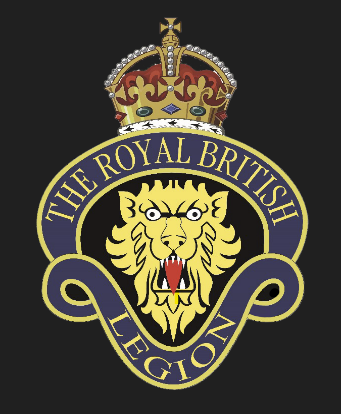 THE ROYAL BRITISH
LEGION